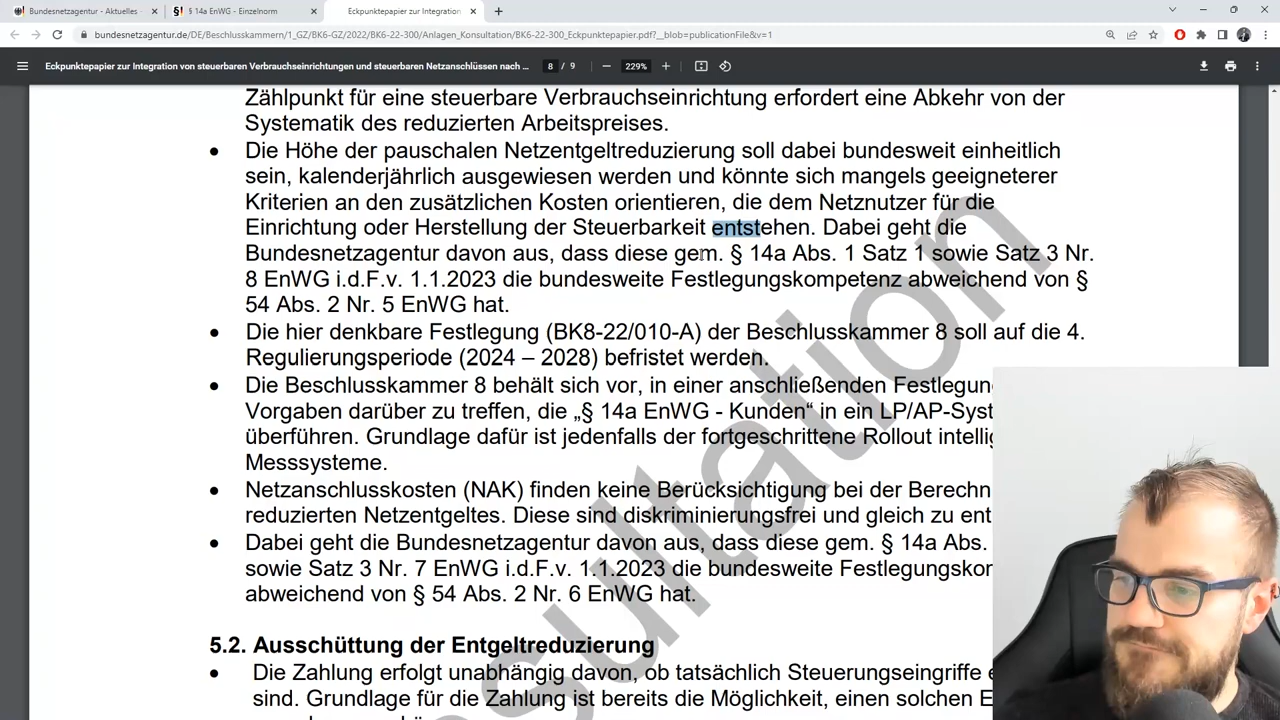 Bundesnetzagentur - Aktuelles
§ 14a EnWG - Einzelnorm
Eckpunktepapier zur Integration
bundesnetzagentur.de/DE/Beschlusskammern/1_GZ/BK6-GZ/2022/BK6-22-300/Anlagen_Konsultation/BK6-22-300_Eckpunktepapier.pdf?__blob=publicationFile&v=1
Eckpunktepapier zur Integration von steuerbaren Verbrauchseinrichtungen und steuerbaren Netzanschlüssen nach ...
8 / 9
229%
Zählpunkt für eine steuerbare Verbrauchseinrichtung erfordert eine Abkehr von der
Systematik des reduzierten Arbeitspreises.
• Die Höhe der pauschalen Netzentgeltreduzierung soll dabei bundesweit einheitlich
sein, kalenderjährlich ausgewiesen werden und könnte sich mangels geeigneterer
Kriterien an den zusätzlichen Kosten orientieren, die dem Netznutzer für die
Einrichtung oder Herstellung der Steuerbarkeit entstehen. Dabei geht die
Bundesnetzagentur davon aus, dass diese gem. § 14a Abs. 1 Satz 1 sowie Satz 3 Nr.
8 EnWG i.d.F.v. 1.1.2023 die bundesweite Festlegungskompetenz abweichend von §
54 Abs. 2 Nr. 5 EnWG hat.
• Die hier denkbare Festlegung (BK8-22/010-A) der Beschlusskammer 8 soll auf die 4.
Regulierungsperiode (2024 – 2028) befristet werden.
• Die Beschlusskammer 8 behält sich vor, in einer anschließenden Festlegun
Vorgaben darüber zu treffen, die „§ 14a EnWG - Kunden“ in ein LP/AP-Syst
überführen. Grundlage dafür ist jedenfalls der fortgeschrittene Rollout intellig
Messsysteme.
• Netzanschlusskosten (NAK) finden keine Berücksichtigung bei der Berechn
reduzierten Netzentgeltes. Diese sind diskriminierungsfrei und gleich zu ent
• Dabei geht die Bundesnetzagentur davon aus, dass diese gem. § 14a Abs.
sowie Satz 3 Nr. 7 EnWG i.d.F.v. 1.1.2023 die bundesweite Festlegungskor
abweichend von § 54 Abs. 2 Nr. 6 EnWG hat.
5.2. Ausschüttung der Entgeltreduzierung
• Die Zahlung erfolgt unabhängig davon, ob tatsächlich Steuerungseingriffe e
sind. Grundlage für die Zahlung ist bereits die Möglichkeit, einen solchen E
sultation